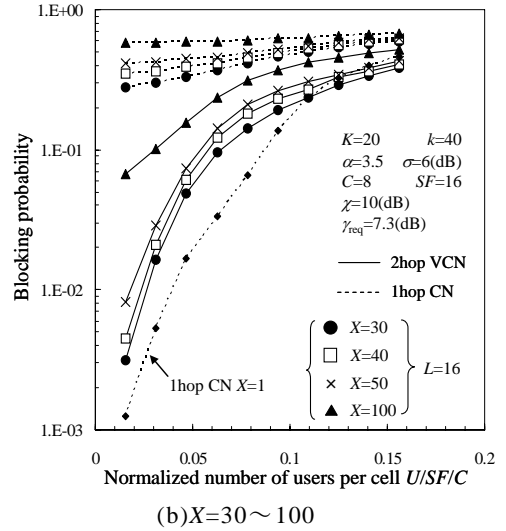 1.E+00
1.E-01
1.E-02
1.E-03
Blocking probability
K=20 k=40
α=3.5 σ=6(dB)
C=8 SF=16
χ=10(dB)
γreq=7.3(dB)
2hop VCN
1hop CN
X=30
X=40
X=50
X=100
L=16
1hop CN X=1
0 0.05 0.1 0.15 0.2
Normalized number of users per cell U/SF/C
(b)X=30～100